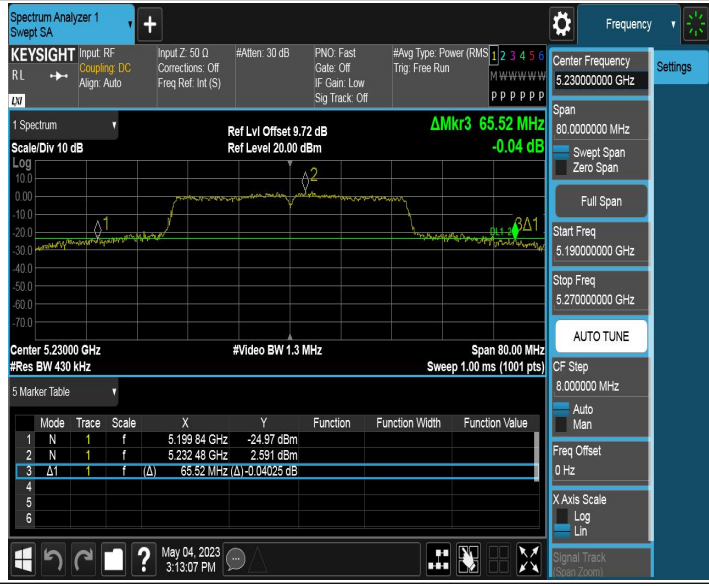 Spectrum Analyzer 1
Swept SA
Frequency
KEYSIGHT
RL
LXI
Input: RF
Coupling: DC
Align: Auto
Input Z: 50 Ω
Corrections: Off
Freq Ref: Int (S)
#Atten: 30 dB
PNO: Fast
Gate: Off
IF Gain: Low
Sig Track: Off
#Avg Type: Power (RMS
Trig: Free Run
1 2 3 4 5 6
M W W W W W
P P P P P P
1 Spectrum
Scale/Div 10 dB
Ref Lvl Offset 9.72 dB
Ref Level 20.00 dBm
ΔMkr3 65.52 MHz
-0.04 dB
Log
10.0
0.00
-10.0
-20.0
-30.0
-40.0
-50.0
-60.0
-70.0
1
2
3Δ1
Center 5.23000 GHz
#Res BW 430 kHz
#Video BW 1.3 MHz
Span 80.00 MHz
Sweep 1.00 ms (1001 pts)
5 Marker Table
Mode Trace Scale X Y Function Function Width Function Value
1 N 1 f 5.199 84 GHz -24.97 dBm
2 N 1 f 5.232 48 GHz 2.591 dBm
3 Δ1 1 f (Δ) 65.52 MHz (Δ) -0.04025 dB
4
5
6
?
May 04, 2023
3:13:07 PM
Center Frequency
5.230000000 GHz
Span
80.0000000 MHz
Swept Span
Zero Span
Full Span
Start Freq
5.190000000 GHz
Stop Freq
5.270000000 GHz
AUTO TUNE
CF Step
8.000000 MHz
Auto
Man
Freq Offset
0 Hz
X Axis Scale
Log
Lin
Signal Track
(Span Zoom)
Settings